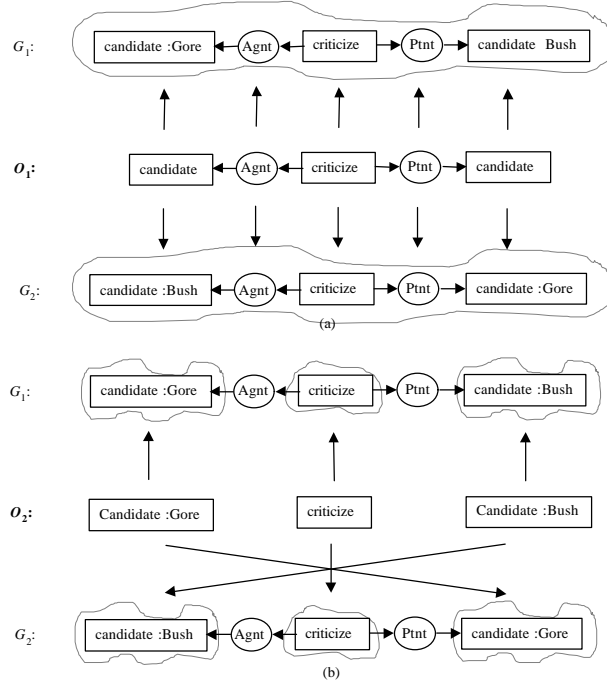 G1: candidate :Gore Agnt criticize Ptnt candidate Bush
O1: candidate Agnt criticize Ptnt candidate
G2: candidate :Bush Agnt criticize Ptnt candidate :Gore
(a)
G1: candidate :Gore Agnt criticize Ptnt candidate :Bush
O2: Candidate :Gore criticize Candidate :Bush
G2: candidate :Bush Agnt criticize Ptnt candidate :Gore
(b)